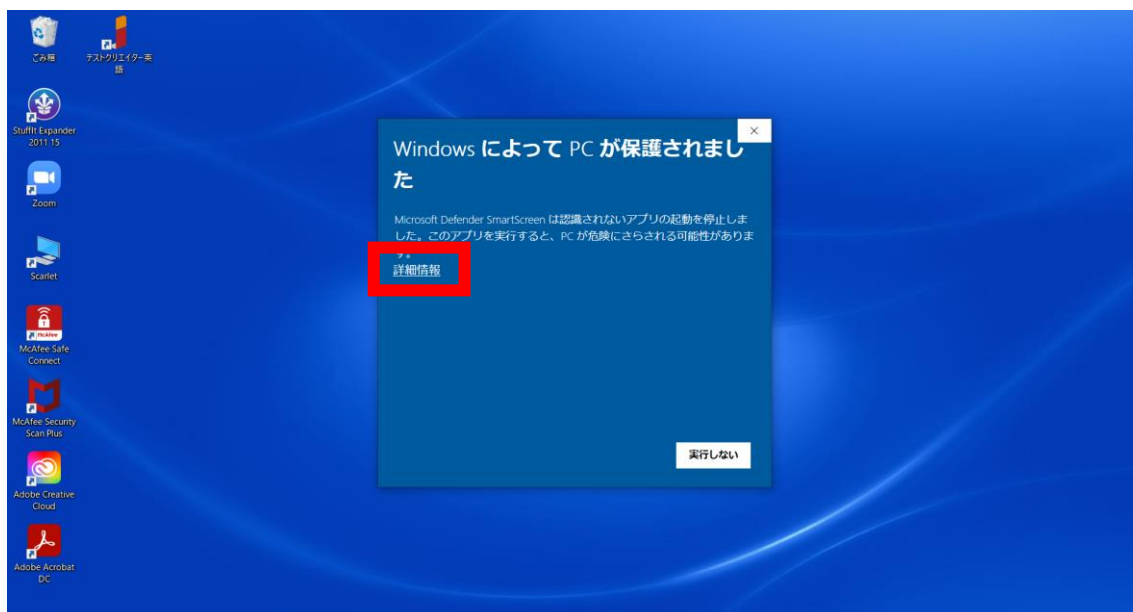 ごみ箱
テストクリエイター英
語
StuffIt Expander
2011 15
Zoom
Scarlet
McAfee
McAfee Safe
Connect
McAfee Security
Scan Plus
Adobe Creative
Cloud
Adobe Acrobat
DC
Windows によって PC が保護されまし
た
Microsoft Defender SmartScreen は認識されないアプリの起動を停止しま
した。このアプリを実行すると、PC が危険にさらされる可能性がありま
す。
詳細情報
実行しない